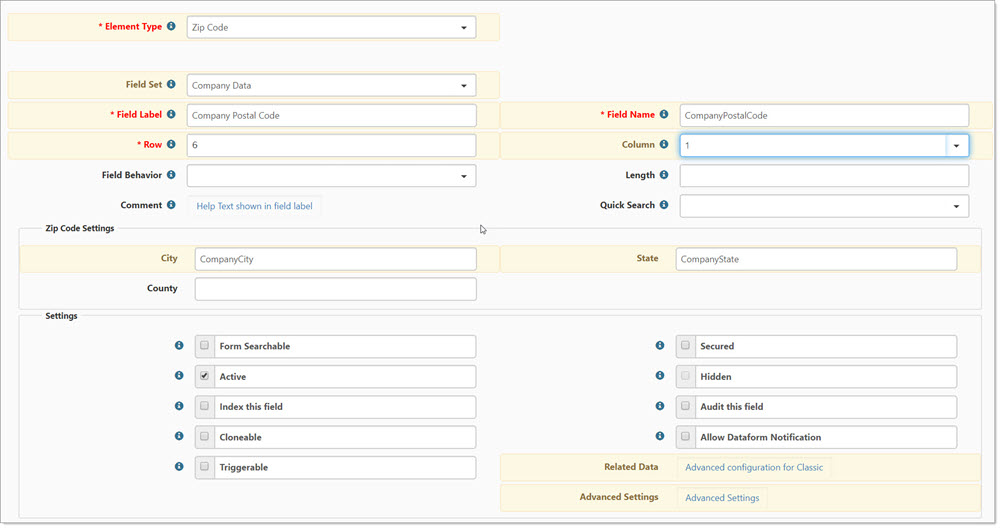 * Element Type Zip Code
Field Set Company Data
* Field Label Company Postal Code * Field Name CompanyPostalCode
* Row 6 Column 1
Field Behavior Length
Comment Help Text shown in field label Quick Search
Zip Code Settings
City CompanyCity State CompanyState
County
Settings
Form Searchable Secured
Active Hidden
Index this field Audit this field
Cloneable Allow Dataform Notification
Triggerable Related Data Advanced configuration for Classic
Advanced Settings Advanced Settings